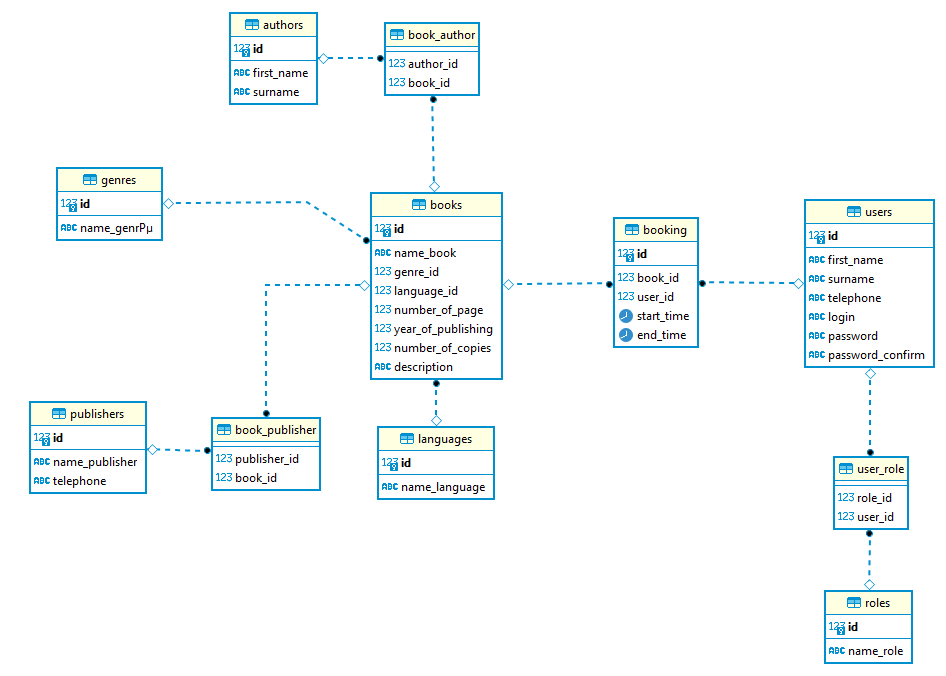 authors
123 id
ABC first_name
ABC surname
book_author
123 author_id
123 book_id
genres
123 id
ABC name_genrРµ
books
123 id
ABC name_book
123 genre_id
123 language_id
123 number_of_page
123 year_of_publishing
123 number_of_copies
ABC description
booking
123 id
123 book_id
123 user_id
start_time
end_time
users
123 id
ABC first_name
ABC surname
ABC telephone
ABC login
ABC password
ABC password_confirm
publishers
123 id
ABC name_publisher
ABC telephone
book_publisher
123 publisher_id
123 book_id
languages
123 id
ABC name_language
user_role
123 role_id
123 user_id
roles
123 id
ABC name_role